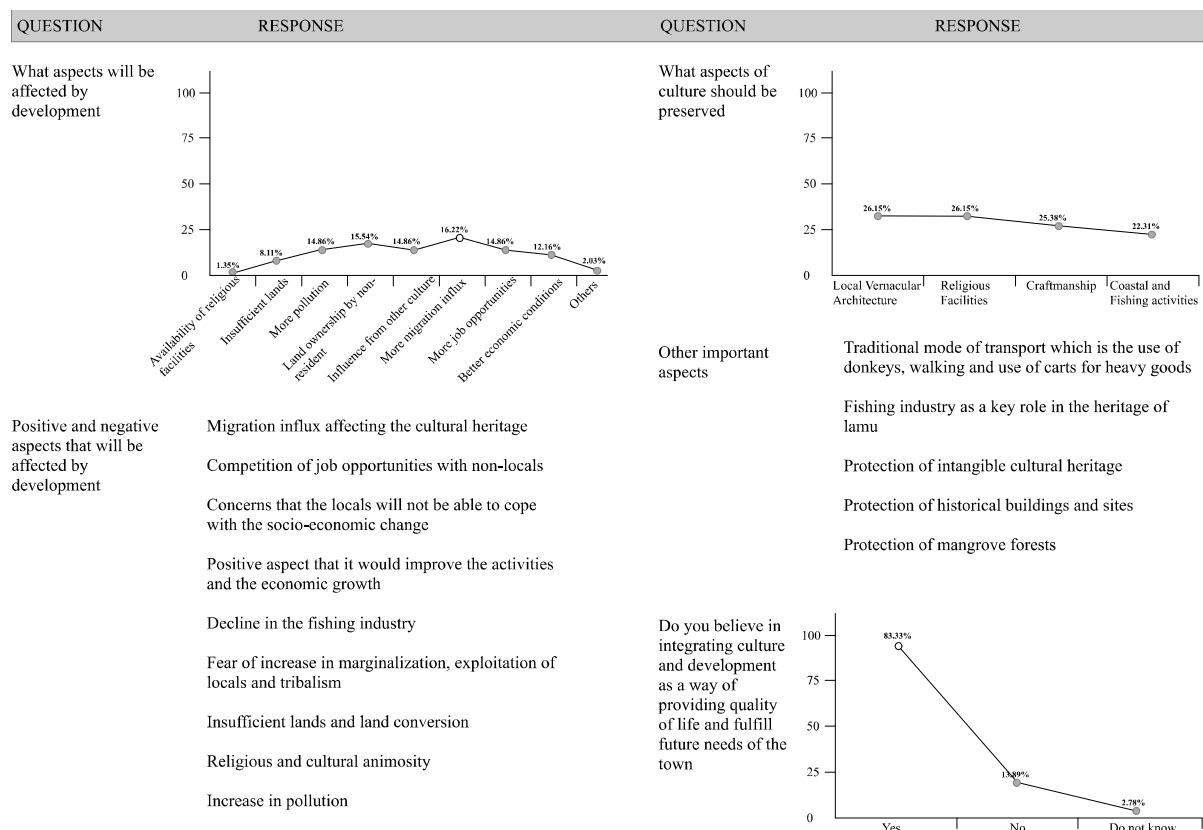 QUESTION
RESPONSE
What aspects will be
affected by
development
100
75
50
25
0
1.35%
8.11%
14.86%
15.54%
14.86%
16.22%
14.86%
12.16%
2.03%
Availability of religious
facilities
Insufficient lands
More pollution
Land ownership by non-
resident
Influence from other culture
More migration influx
More job opportunities
Better economic conditions
Others
Positive and negative
aspects that will be
affected by
development
Migration influx affecting the cultural heritage
Competition of job opportunities with non-locals
Concerns that the locals will not be able to cope
with the socio-economic change
Positive aspect that it would improve the activities
and the economic growth
Decline in the fishing industry
Fear of increase in marginalization, exploitation of
locals and tribalism
Insufficient lands and land conversion
Religious and cultural animosity
Increase in pollution
QUESTION
RESPONSE
What aspects of
culture should be
preserved
100
75
50
25
0
26.15%
26.15%
25.38%
22.31%
Local Vernacular
Architecture
Religious
Facilities
Craftmanship
Coastal and
Fishing activities
Other important
aspects
Traditional mode of transport which is the use of
donkeys, walking and use of carts for heavy goods
Fishing industry as a key role in the heritage of
lamu
Protection of intangible cultural heritage
Protection of historical buildings and sites
Protection of mangrove forests
Do you believe in
integrating culture
and development
as a way of
providing quality
of life and fulfill
future needs of the
town
100
75
50
25
0
83.33%
13.89%
2.78%
Yes
No
Do not know